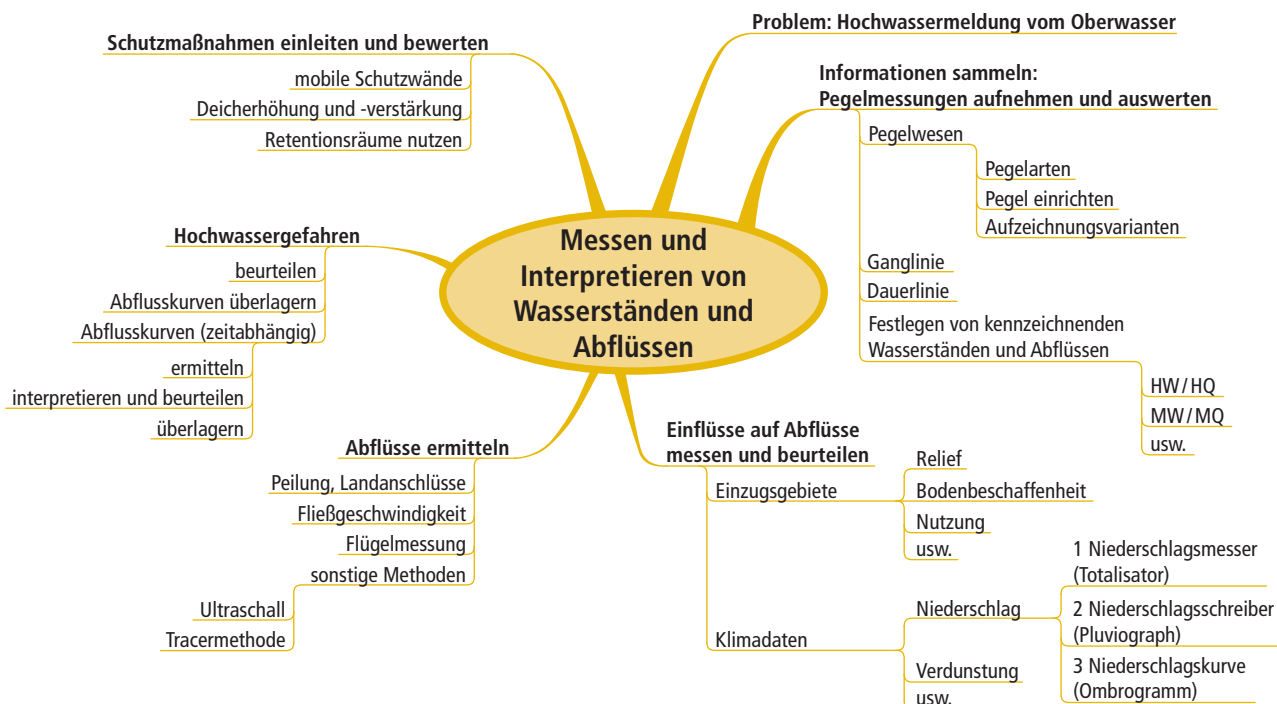 Messen und
Interpretieren von
Wasserständen und
Abflüssen
Problem: Hochwassermeldung vom Oberwasser
Informationen sammeln:
Pegelmessungen aufnehmen und auswerten
Pegelwesen
Pegelarten
Pegel einrichten
Aufzeichnungsvarianten
Ganglinie
Dauerlinie
Festlegen von kennzeichnenden
Wasserständen und Abflüssen
HW/HQ
MW/MQ
usw.
Einflüsse auf Abflüsse
messen und beurteilen
Einzugsgebiete
Relief
Bodenbeschaffenheit
Nutzung
usw.
Klimadaten
Niederschlag
1 Niederschlagsmesser
(Totalisator)
2 Niederschlagsschreiber
(Pluviograph)
3 Niederschlagskurve
(Ombrogramm)
Verdunstung
usw.
Abflüsse ermitteln
Peilung, Landanschlüsse
Fließgeschwindigkeit
Flügelmessung
sonstige Methoden
Ultraschall
Tracermethode
Hochwassergefahren
beurteilen
Abflusskurven überlagern
Abflusskurven (zeitabhängig)
ermitteln
interpretieren und beurteilen
überlagern
Schutzmaßnahmen einleiten und bewerten
mobile Schutzwände
Deicherhöhung und -verstärkung
Retentionsräume nutzen